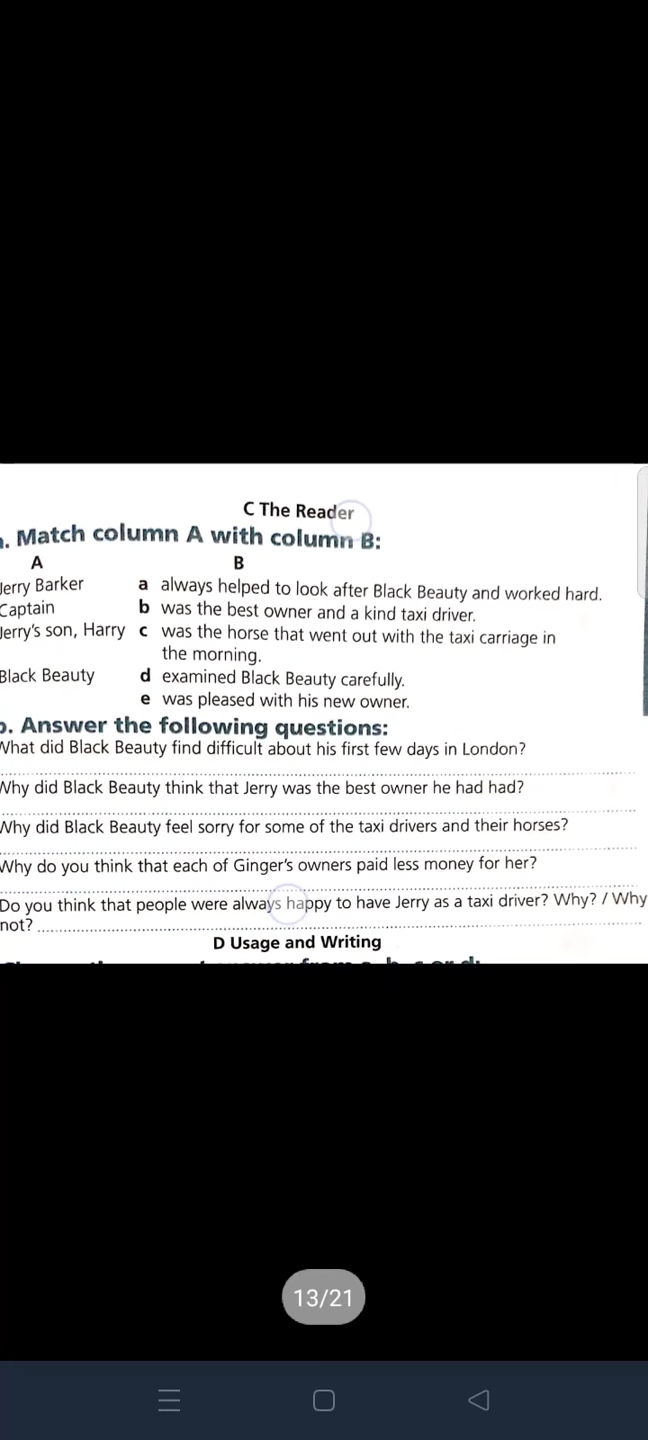 C The Reader
. Match column A with column B:
A B
Jerry Barker a always helped to look after Black Beauty and worked hard.
Captain b was the best owner and a kind taxi driver.
Jerry's son, Harry c was the horse that went out with the taxi carriage in
the morning.
Black Beauty d examined Black Beauty carefully.
e was pleased with his new owner.
. Answer the following questions:
What did Black Beauty find difficult about his first few days in London?
Why did Black Beauty think that Jerry was the best owner he had had?
Why did Black Beauty feel sorry for some of the taxi drivers and their horses?
Why do you think that each of Ginger's owners paid less money for her?
Do you think that people were always happy to have Jerry as a taxi driver? Why? / Why
not?
D Usage and Writing
13/21